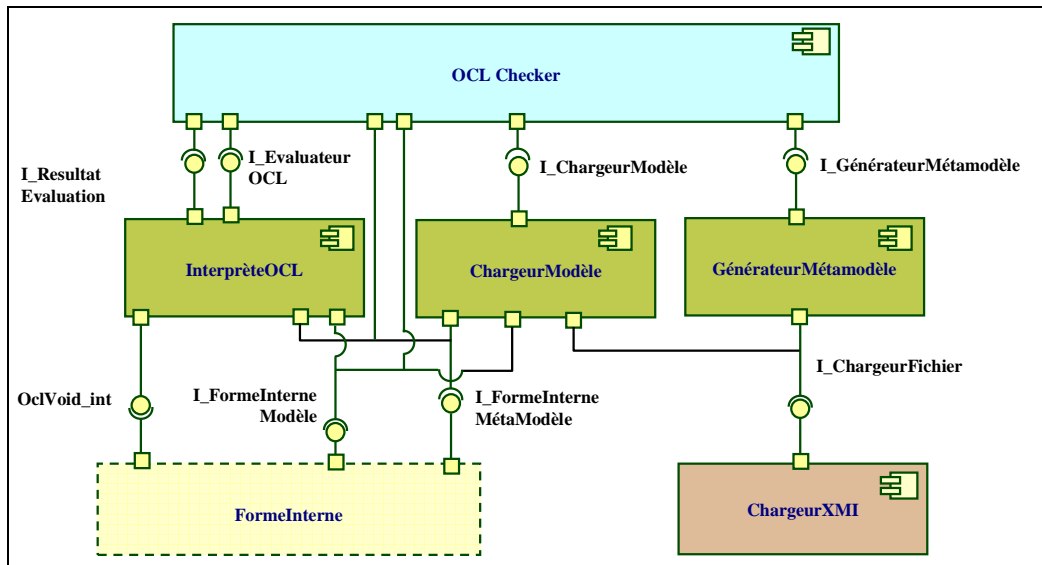 OCL Checker
I_Resultat
Evaluation
I_Evaluateur
OCL
I_ChargeurModèle
I_GénérateurMétamodèle
InterprèteOCL
ChargeurModèle
GénérateurMétamodèle
OclVoid_int
I_FormeInterne
Modèle
I_FormeInterne
MétaModèle
I_ChargeurFichier
FormeInterne
ChargeurXMI